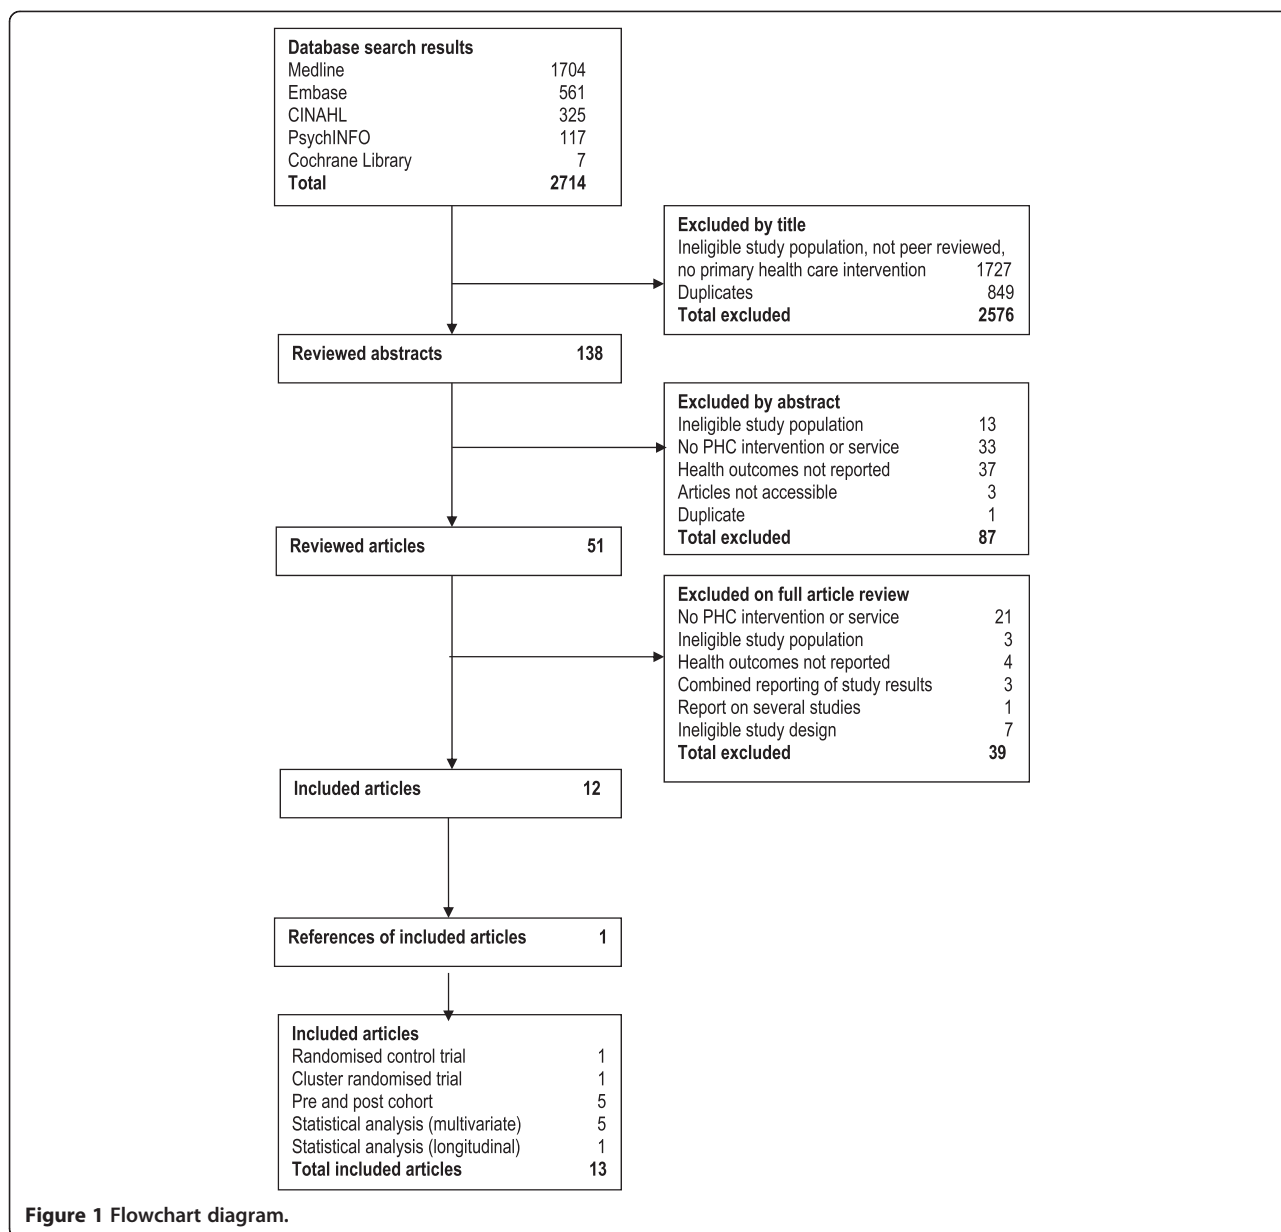 Database search results
Medline 1704
Embase 561
CINAHL 325
PsychINFO 117
Cochrane Library 7
Total 2714
Excluded by title
Ineligible study population, not peer reviewed,
no primary health care intervention 1727
Duplicates 849
Total excluded 2576
Reviewed abstracts 138
Excluded by abstract
Ineligible study population 13
No PHC intervention or service 33
Health outcomes not reported 37
Articles not accessible 3
Duplicate 1
Total excluded 87
Reviewed articles 51
Excluded on full article review
No PHC intervention or service 21
Ineligible study population 3
Health outcomes not reported 4
Combined reporting of study results 3
Report on several studies 1
Ineligible study design 7
Total excluded 39
Included articles 12
References of included articles 1
Included articles
Randomised control trial 1
Cluster randomised trial 1
Pre and post cohort 5
Statistical analysis (multivariate) 5
Statistical analysis (longitudinal) 1
Total included articles 13
Figure 1 Flowchart diagram.